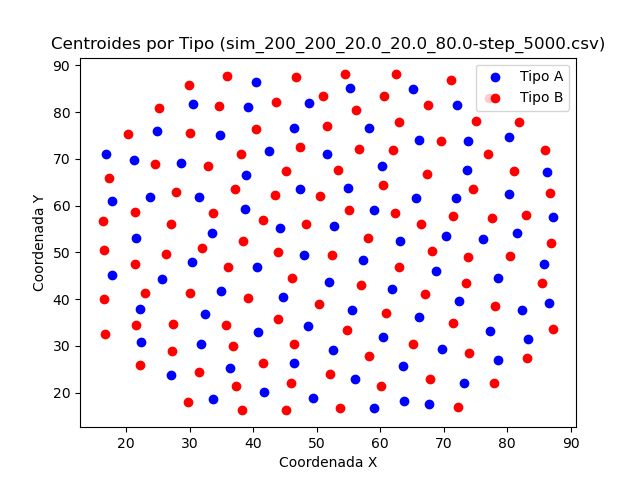 Centroides por Tipo (sim_200_200_20.0_20.0_80.0-step_5000.csv)
Tipo A
Tipo B
90
80
70
60
50
40
30
20
Coordenada Y
20 30 40 50 60 70 80 90
Coordenada X